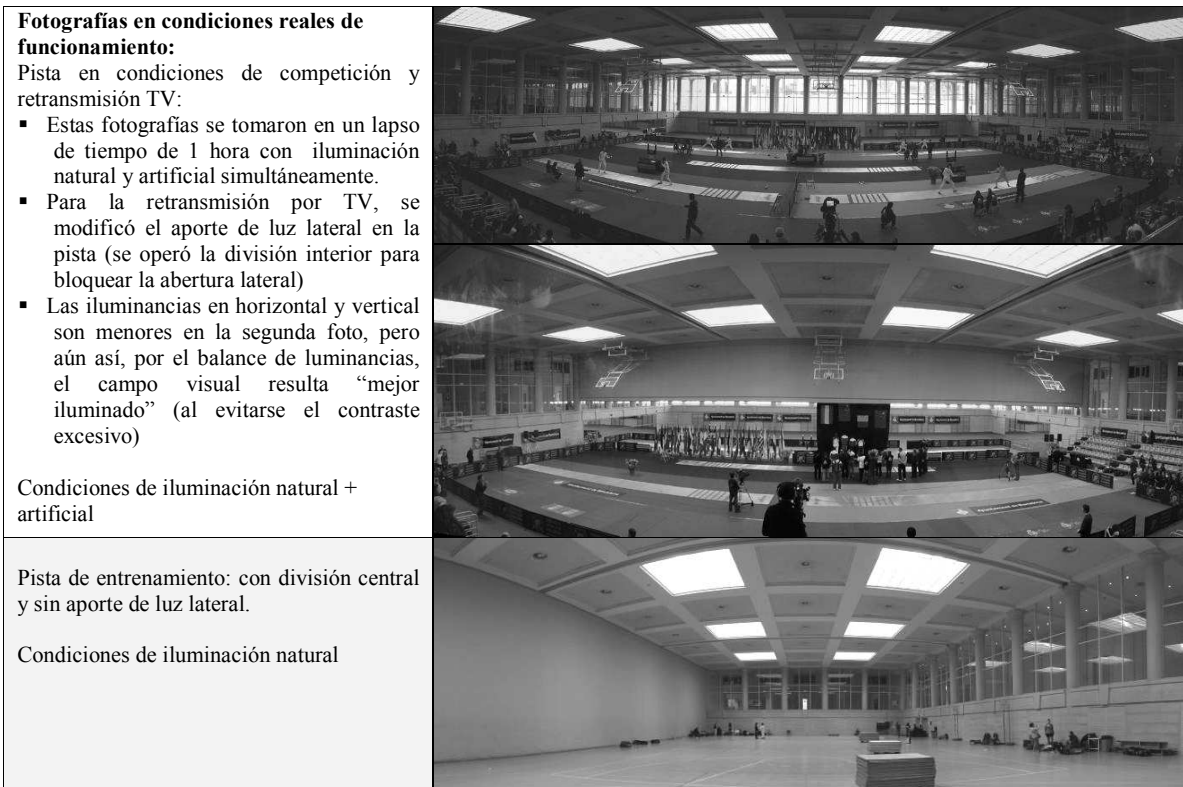 Fotografías en condiciones reales de
funcionamiento:
Pista en condiciones de competición y
retransmisión TV:
▪ Estas fotografías se tomaron en un lapso
de tiempo de 1 hora con iluminación
natural y artificial simultáneamente.
▪ Para la retransmisión por TV, se
modificó el aporte de luz lateral en la
pista (se operó la división interior para
bloquear la abertura lateral)
▪ Las iluminancias en horizontal y vertical
son menores en la segunda foto, pero
aún así, por el balance de luminancias,
el campo visual resulta “mejor
iluminado” (al evitarse el contraste
excesivo)
Condiciones de iluminación natural +
artificial
Pista de entrenamiento: con división central
y sin aporte de luz lateral.
Condiciones de iluminación natural